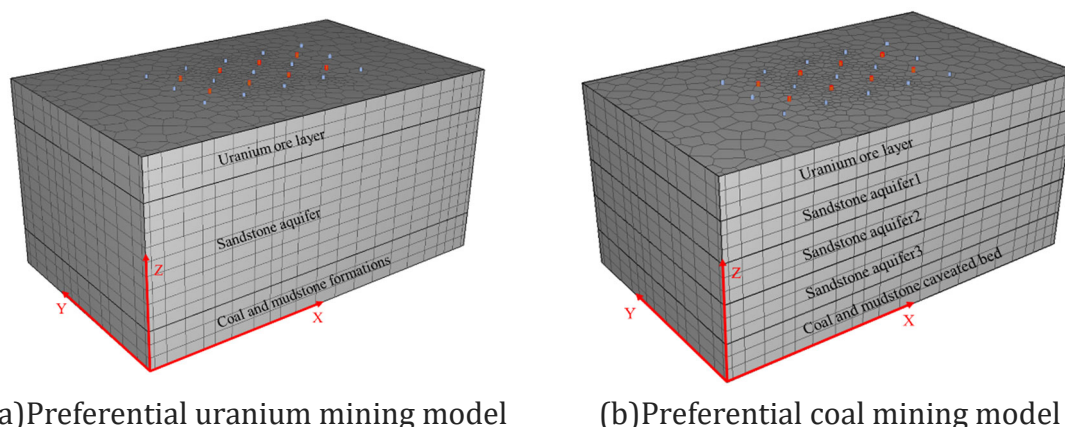 Uranium ore layer
Sandstone aquifer
Coal and mudstone formations
Z
Y
X
Uranium ore layer
Sandstone aquifer1
Sandstone aquifer2
Sandstone aquifer3
Coal and mudstone caveated bed
Z
Y
X
a)Preferential uranium mining model
(b)Preferential coal mining model